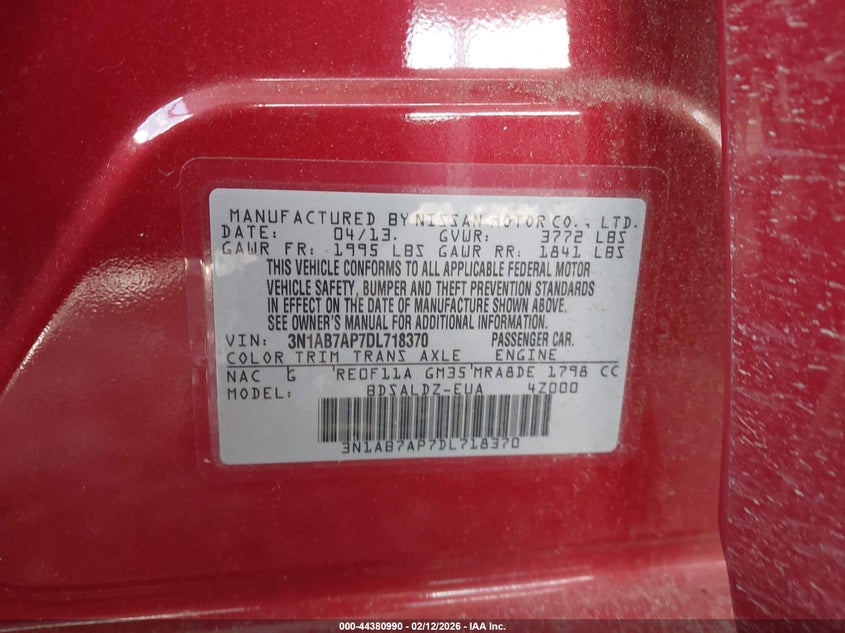 MANUFACTURED BY NISSAN MOTOR CO., LTD.
DATE: 04/13. GVWR: 3772 LBS
GAWR FR: 1995 LBS GAWR RR: 1841 LBS
THIS VEHICLE CONFORMS TO ALL APPLICABLE FEDERAL MOTOR
VEHICLE SAFETY, BUMPER AND THEFT PREVENTION STANDARDS
IN EFFECT ON THE DATE OF MANUFACTURE SHOWN ABOVE.
SEE OWNER'S MANUAL FOR ADDITIONAL INFORMATION.
VIN: 3N1AB7AP7DL718370 PASSENGER CAR.
COLOR TRIM TRANS AXLE ENGINE
NAC G RE0F11A GM35 MRA8DE 1798 CC
MODEL: BDSALDZ-EUA 4Z000
3N1AB7AP7DL718370
000-44380990 - 02/12/2026 - IAA Inc.